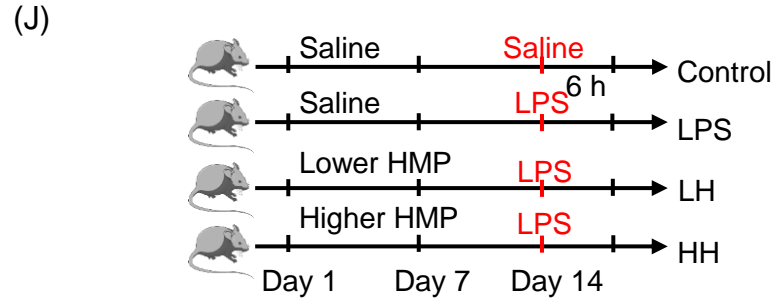 (J)
Saline Saline Control
6 h
Saline LPS LPS
Lower HMP LPS LH
Higher HMP LPS HH
Day 1 Day 7 Day 14